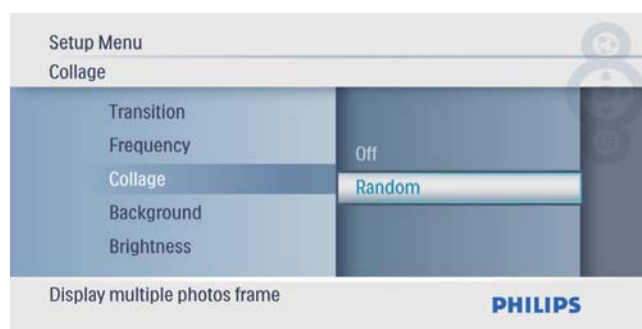 Setup Menu
Collage
Transition
Frequency
Collage
Background
Brightness
Off
Random
Display multiple photos frame
PHILIPS